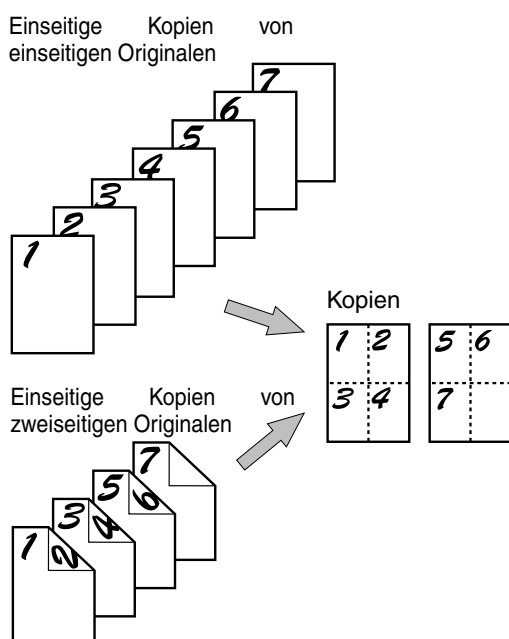 Einseitige Kopien von
einseitigen Originalen
7
6
5
4
3
2
1
Kopien
1 2 5 6
3 4 7
Einseitige Kopien von
zweiseitigen Originalen
7
5 6
3 4
1 2